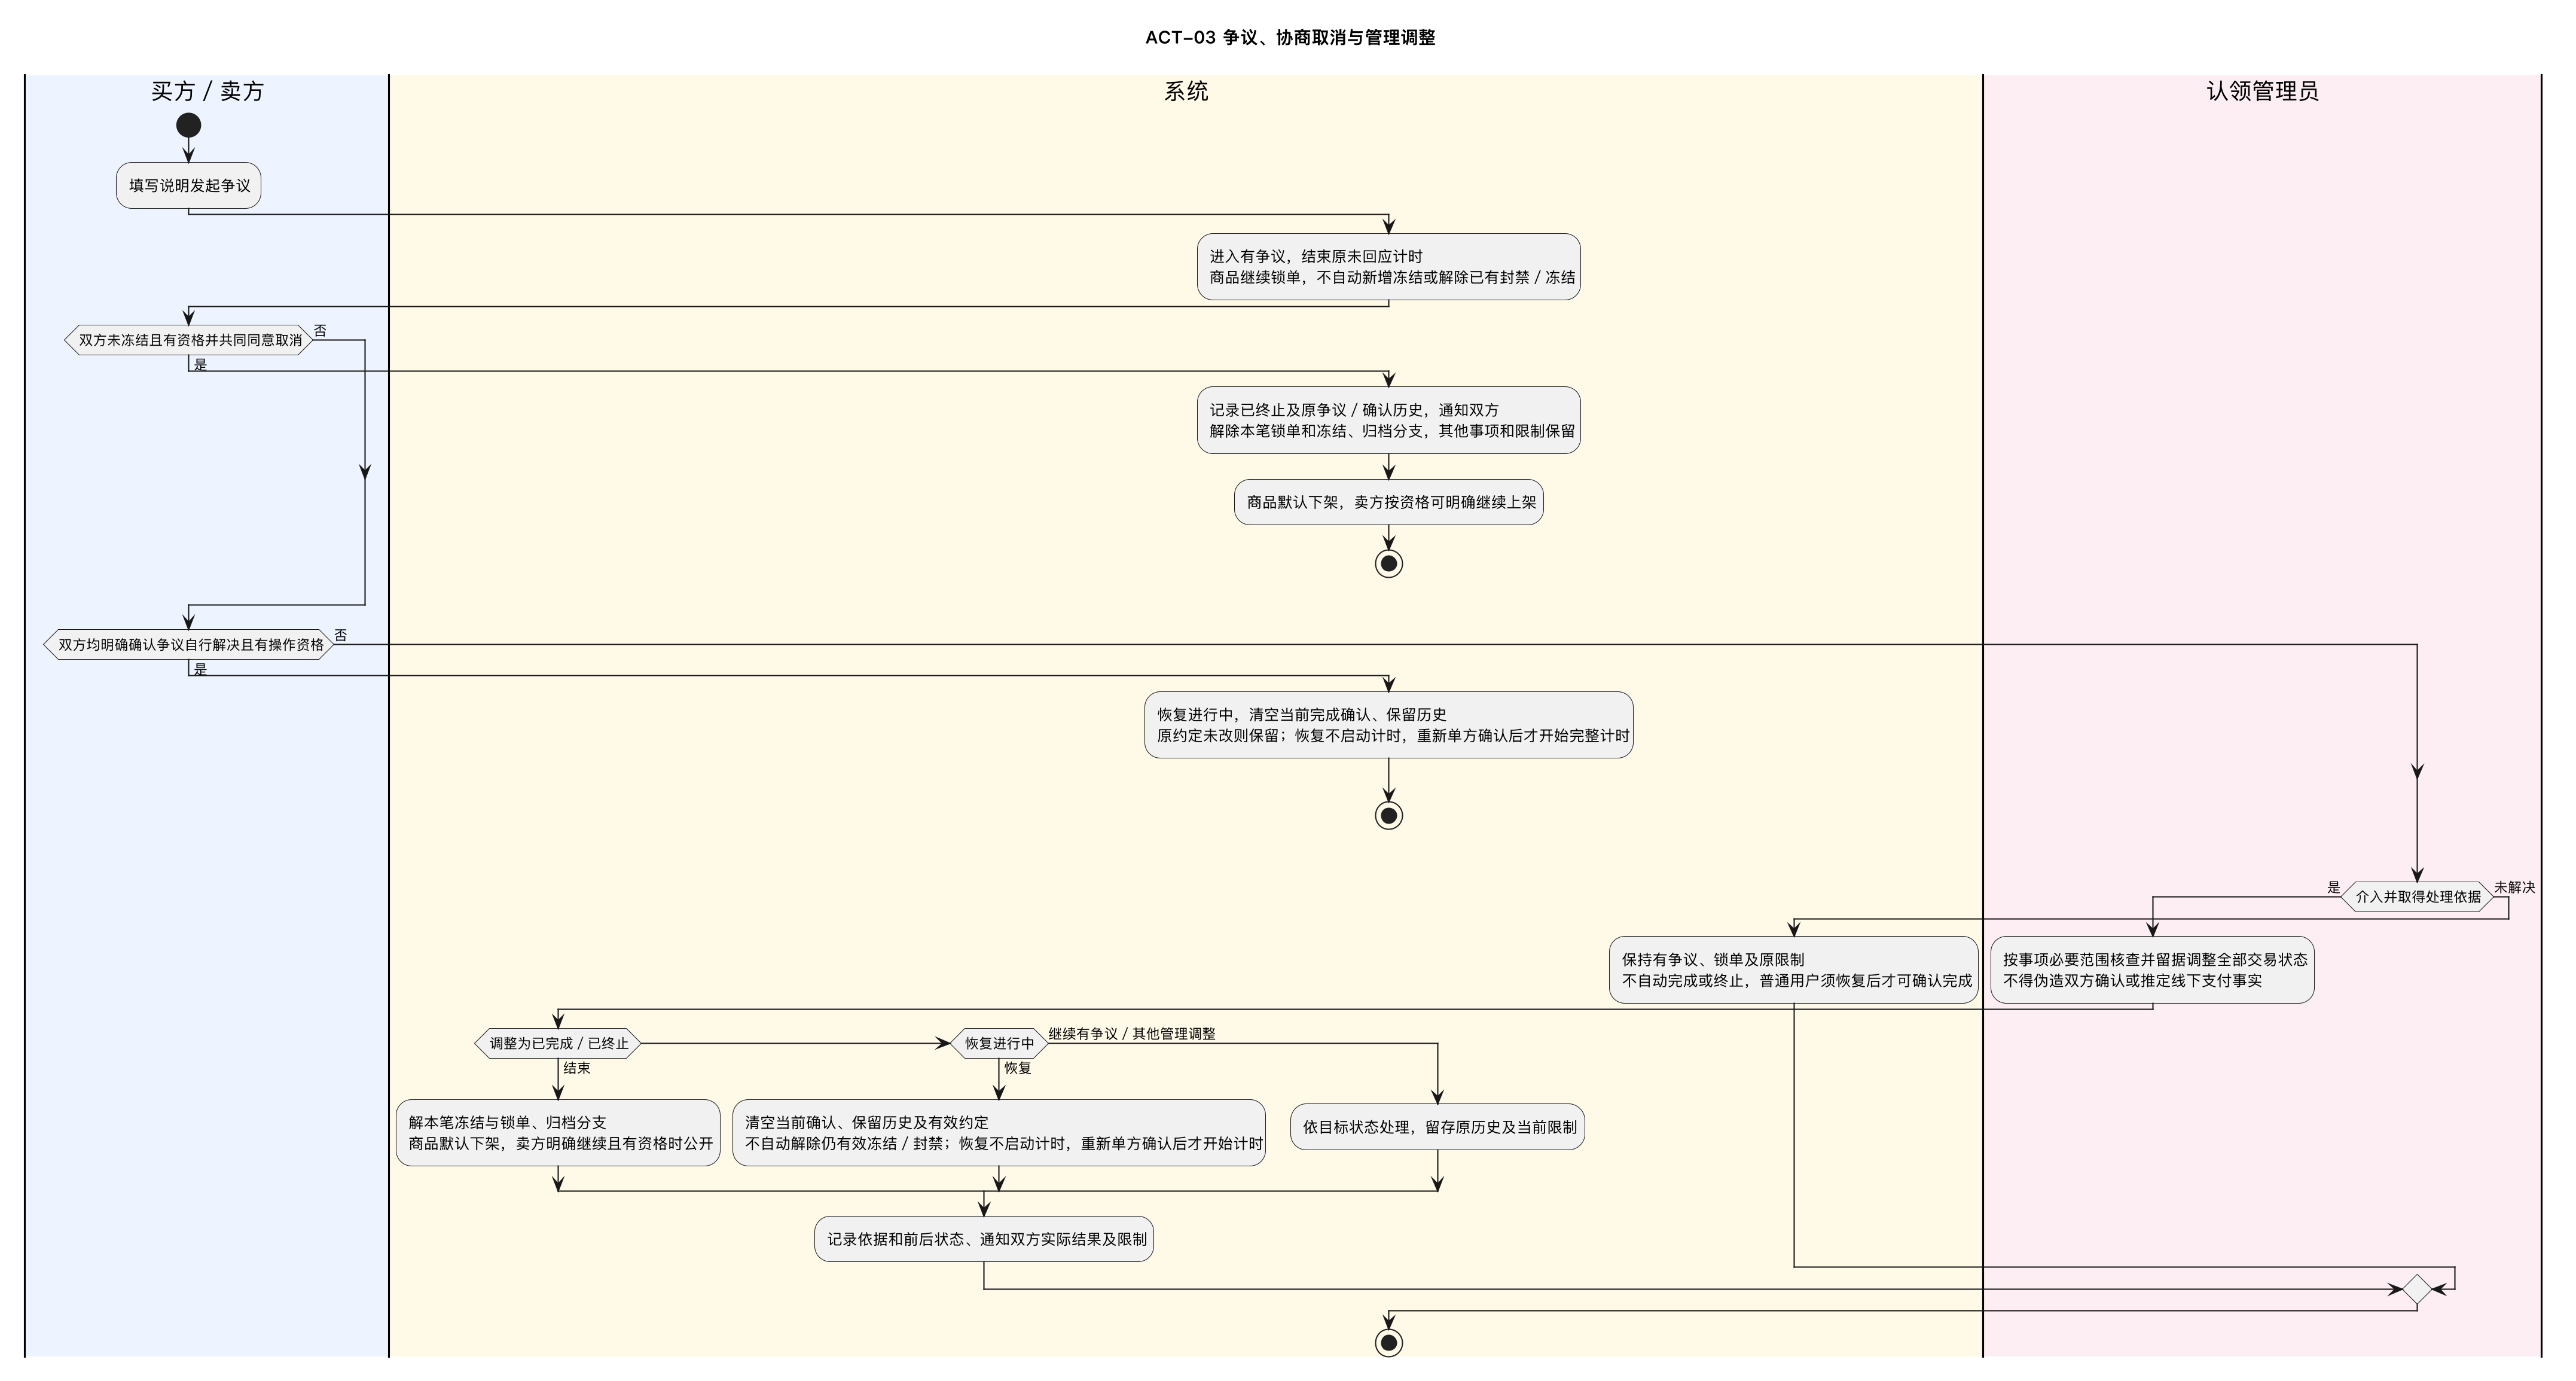 ACT–03 争议、协商取消与管理调整
买方 / 卖方
系统
认领管理员
填写说明发起争议
进入有争议，结束原未回应计时
商品继续锁单，不自动新增冻结或解除已有封禁 / 冻结
双方未冻结且有资格并共同同意取消
否
是
记录已终止及原争议 / 确认历史，通知双方
解除本笔锁单和冻结、归档分支，其他事项和限制保留
商品默认下架，卖方按资格可明确继续上架
双方均明确确认争议自行解决且有操作资格
否
是
恢复进行中，清空当前完成确认、保留历史
原约定未改则保留；恢复不启动计时，重新单方确认后才开始完整计时
是
介入并取得处理依据
未解决
保持有争议、锁单及原限制
不自动完成或终止，普通用户须恢复后才可确认完成
按事项必要范围核查并留据调整全部交易状态
不得伪造双方确认或推定线下支付事实
调整为已完成 / 已终止
结束
恢复进行中
恢复
继续有争议 / 其他管理调整
解本笔冻结与锁单、归档分支
商品默认下架，卖方明确继续且有资格时公开
清空当前确认、保留历史及有效约定
不自动解除仍有效冻结 / 封禁；恢复不启动计时，重新单方确认后才开始计时
依目标状态处理，留存原历史及当前限制
记录依据和前后状态、通知双方实际结果及限制